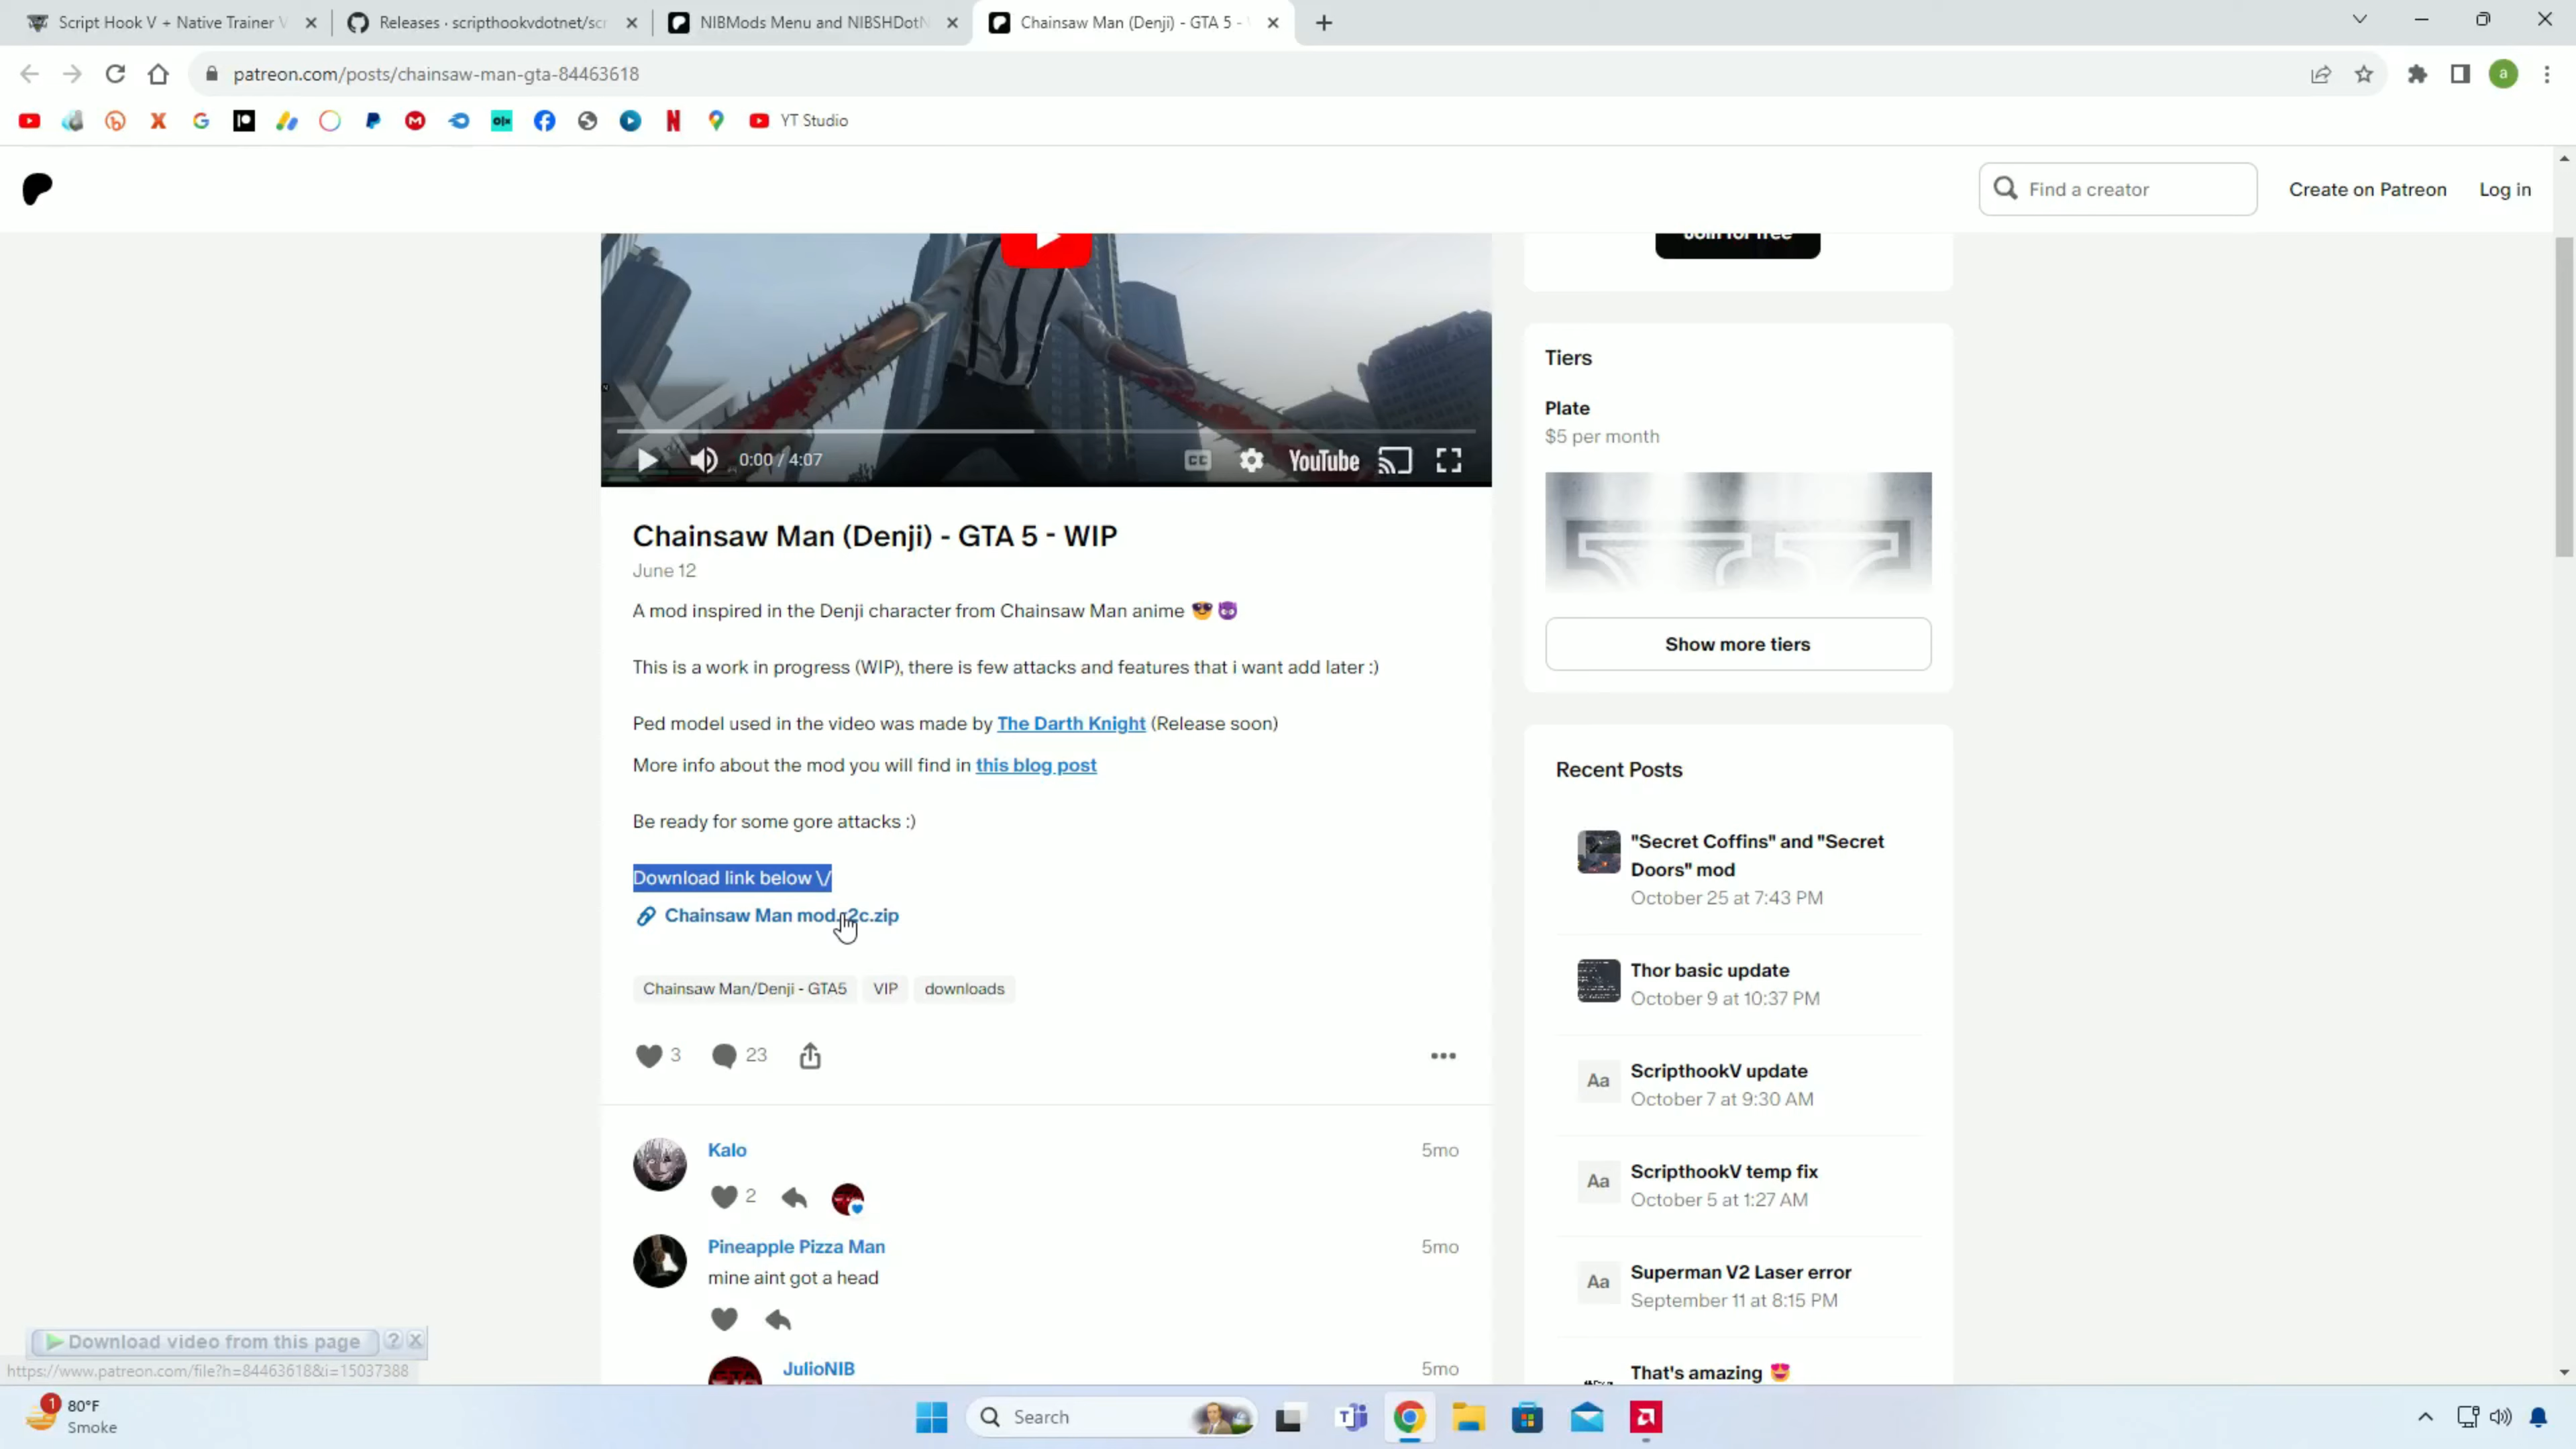 Script Hook V + Native Trainer V
Releases · scripthookvdotnet/scr
NIBMods Menu and NIBSHDotN
Chainsaw Man (Denji) - GTA 5 -
patreon.com/posts/chainsaw-man-gta-84463618
a
olx
N
YT Studio
Find a creator
Create on Patreon
Log in
Join for free
0:00 / 4:07
CC
YouTube
Chainsaw Man (Denji) - GTA 5 - WIP
June 12
A mod inspired in the Denji character from Chainsaw Man anime 😎😈
This is a work in progress (WIP), there is few attacks and features that i want add later :)
Ped model used in the video was made by The Darth Knight (Release soon)
More info about the mod you will find in this blog post
Be ready for some gore attacks :)
Download link below \/
Chainsaw Man mod.r2c.zip
Chainsaw Man/Denji - GTA5
VIP
downloads
3
23
Kalo
5mo
2
Pineapple Pizza Man
5mo
mine aint got a head
JulioNIB
5mo
Tiers
Plate
$5 per month
Show more tiers
Recent Posts
"Secret Coffins" and "Secret
Doors" mod
October 25 at 7:43 PM
Thor basic update
October 9 at 10:37 PM
Aa
ScripthookV update
October 7 at 9:30 AM
Aa
ScripthookV temp fix
October 5 at 1:27 AM
Aa
Superman V2 Laser error
September 11 at 8:15 PM
That's amazing 😍
Download video from this page
?
X
https://www.patreon.com/file?h=84463618&i=15037388
1
80°F
Smoke
Search